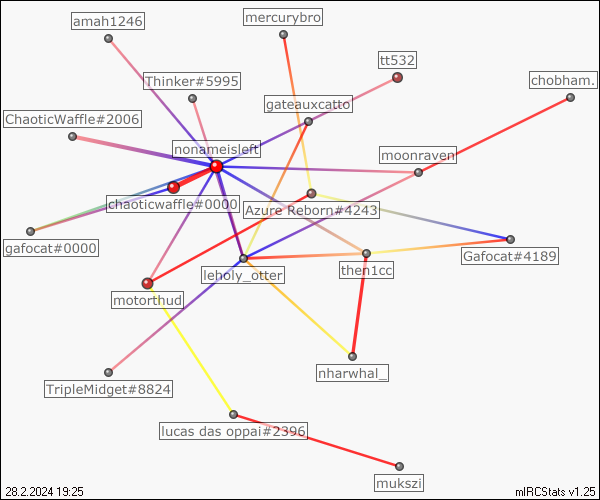 mercurybro
amah1246
tt532
Thinker#5995
chobham.
gateauxcatto
ChaoticWaffle#2006
nonameisleft
moonraven
chaoticwaffle#0000
Azure Reborn#4243
gafocat#0000
Gafocat#4189
leholy_otter
then1cc
motorthud
nharwhal_
TripleMidget#8824
lucas das oppai#2396
mukszi
28.2.2024 19:25
mIRCStats v1.25